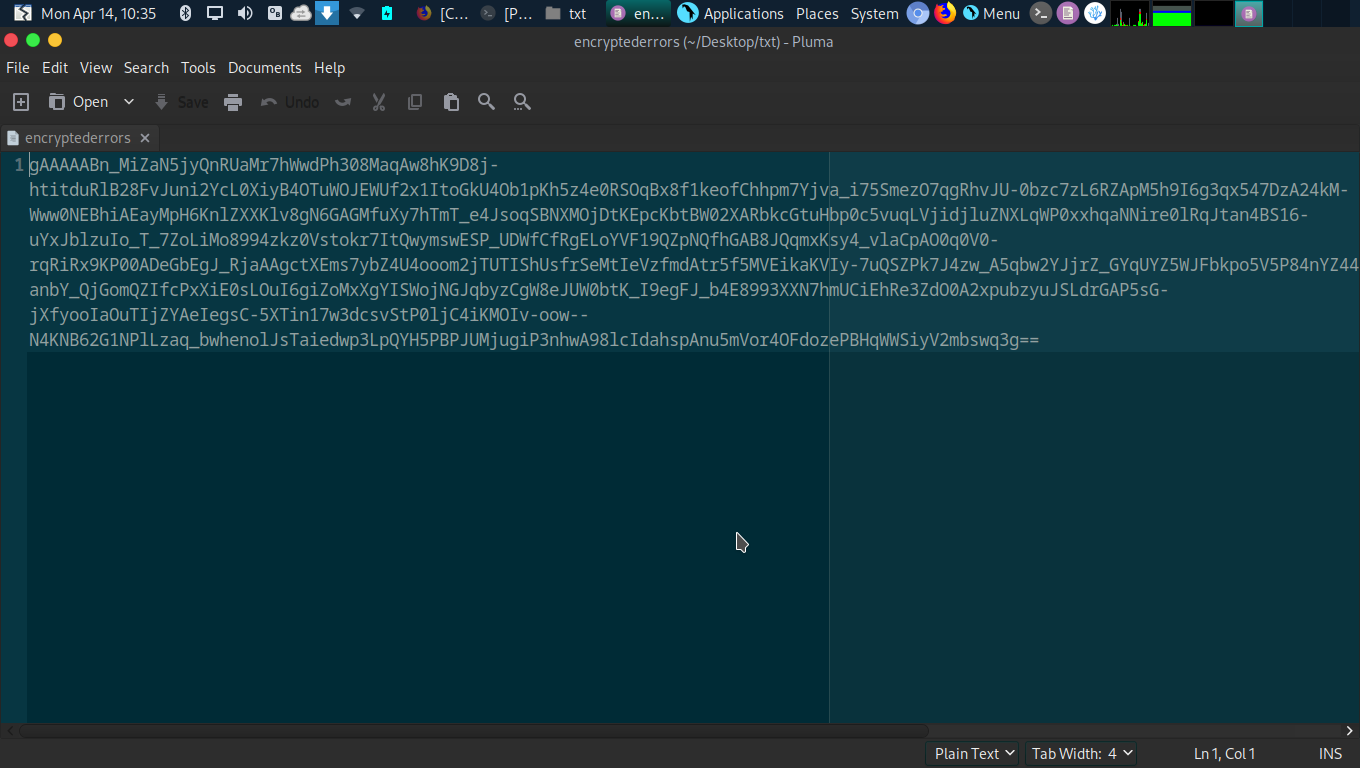 Mon Apr 14, 10:35
[C...
[P...
txt
en...
Applications
Places
System
Menu
encryptederrors (~/Desktop/txt) - Pluma
File Edit View Search Tools Documents Help
Open Save Undo
encryptederrors
1
gAAAAABn_MiZaN5jyQnRUaMr7hWwdPh308MaqAw8hK9D8j-
htitduRlB28FvJuni2YcL0XiyB4OTuWOJEWUf2x1ItoGkU4Ob1pKh5z4e0RSOqBx8f1keofChhpm7Yjva_i75SmezO7qgRhvJU-0bzc7zL6RZApM5h9I6g3qx547DzA24kM-
Www0NEBhiAEayMpH6KnlZXXKlv8gN6GAGMfuXy7hTmT_e4JsoqSBNXMOjDtKEpcKbtBW02XARbkcGtuHbp0c5vuqLVjidjluZNXLqWP0xxhqaNNire0lRqJtan4BS16-
uYxJblzuIo_T_7ZoLiMo8994zkz0Vstokr7ItQwymswESP_UDWfCfRgELoYVF19QZpNQfhGAB8JQqmxKsy4_vlaCpAO0q0V0-
rqRiRx9KP00ADeGbEgJ_RjaAAgctXEms7ybZ4U4ooom2jTUTIShUsfrSeMtIeVzfmdAtr5f5MVEikaKVIy-7uQSZPk7J4zw_A5qbw2YJjrZ_GYqUYZ5WJFbkpo5V5P84nYZ44
anbY_QjGomQZIfcPxXiE0sLOuI6giZoMxXgYISWojNGJqbyzCgW8eJUW0btK_I9egFJ_b4E8993XXN7hmUCiEhRe3ZdO0A2xpubzyuJSLdrGAP5sG-
jXfyooIaOuTIjZYAeIegsC-5XTin17w3dcsvStP0ljC4iKMOIv-oow--
N4KNB62G1NPlLzaq_bwhenolJsTaiedwp3LpQYH5PBPJUMjugiP3nhwA98lcIdahspAnu5mVor4OFdozePBHqWWSiyV2mbswq3g==
Plain Text Tab Width: 4 Ln 1, Col 1 INS